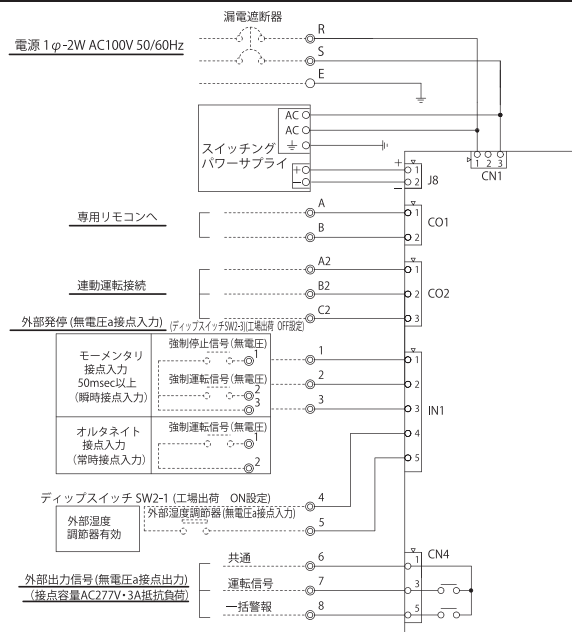 漏電遮断器
電源 1φ-2W AC100V 50/60Hz
R
S
E
スイッチング
パワーサプライ
AC
AC
+
−
+
−
1
2
J8
1 2 3
CN1
専用リモコンへ
A
B
1
2
CO1
連動運転接続
A2
B2
C2
1
2
3
CO2
外部発停(無電圧a接点入力)
(ディップスイッチSW2-3)(工場出荷 OFF設定)
モーメンタリ
接点入力
50msec以上
(瞬時接点入力)
強制停止信号(無電圧)
1
強制運転信号(無電圧)
2
3
オルタネイト
接点入力
(常時接点入力)
強制運転信号(無電圧)
1
2
1
2
3
1
2
3
4
5
IN1
ディップスイッチ SW2-1 (工場出荷 ON設定)
外部湿度
調節器有効
外部湿度調節器(無電圧a接点入力)
4
5
外部出力信号(無電圧a接点出力)
(接点容量AC277V・3A抵抗負荷)
共通
運転信号
一括警報
6
7
8
1
3
5
CN4